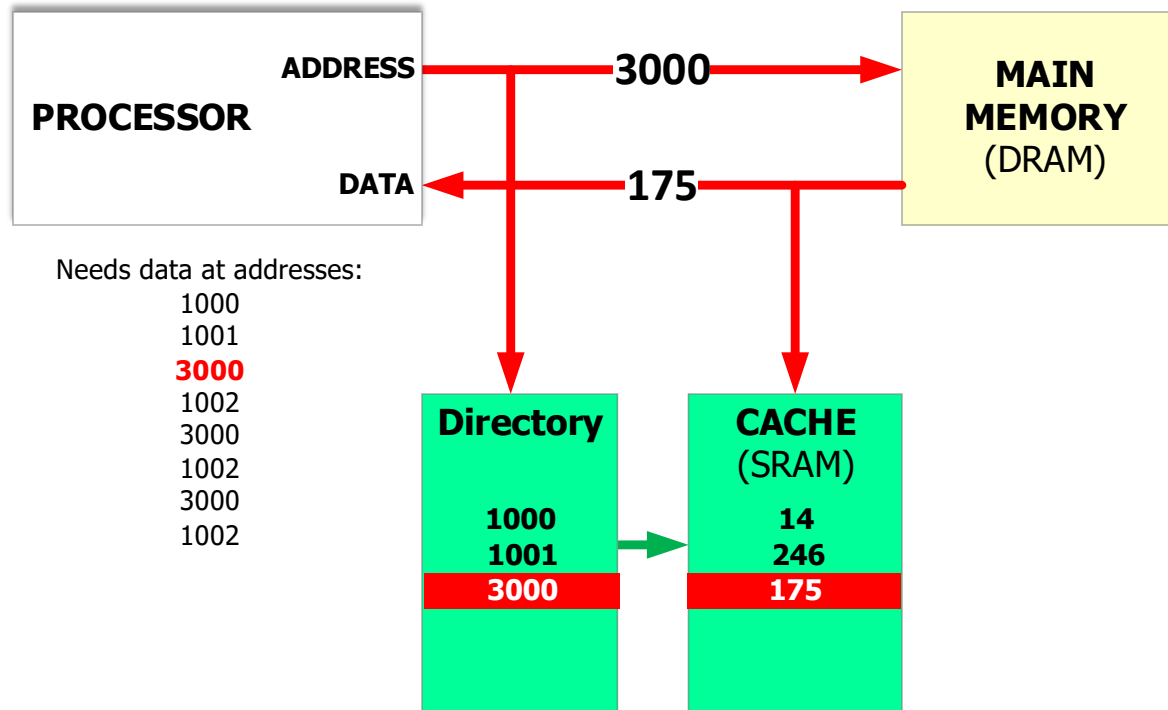 PROCESSOR
ADDRESS
DATA
3000
175
MAIN
MEMORY
(DRAM)
Needs data at addresses:
1000
1001
3000
1002
3000
1002
3000
1002
Directory
1000
1001
3000
CACHE
(SRAM)
14
246
175